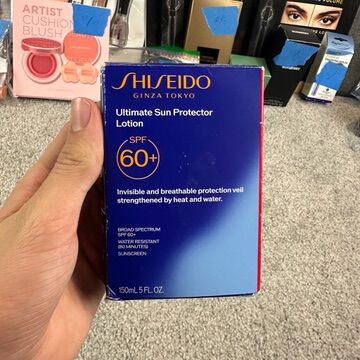 ARTIST
CUSHION
BLUSH
VOLUME
SHISEIDO
GINZA TOKYO
Ultimate Sun Protector
Lotion
SPF
60+
Invisible and breathable protection veil
strengthened by heat and water.
BROAD SPECTRUM
SPF 60+
WATER RESISTANT
(80 MINUTES)
SUNSCREEN
150mL 5 FL.OZ.